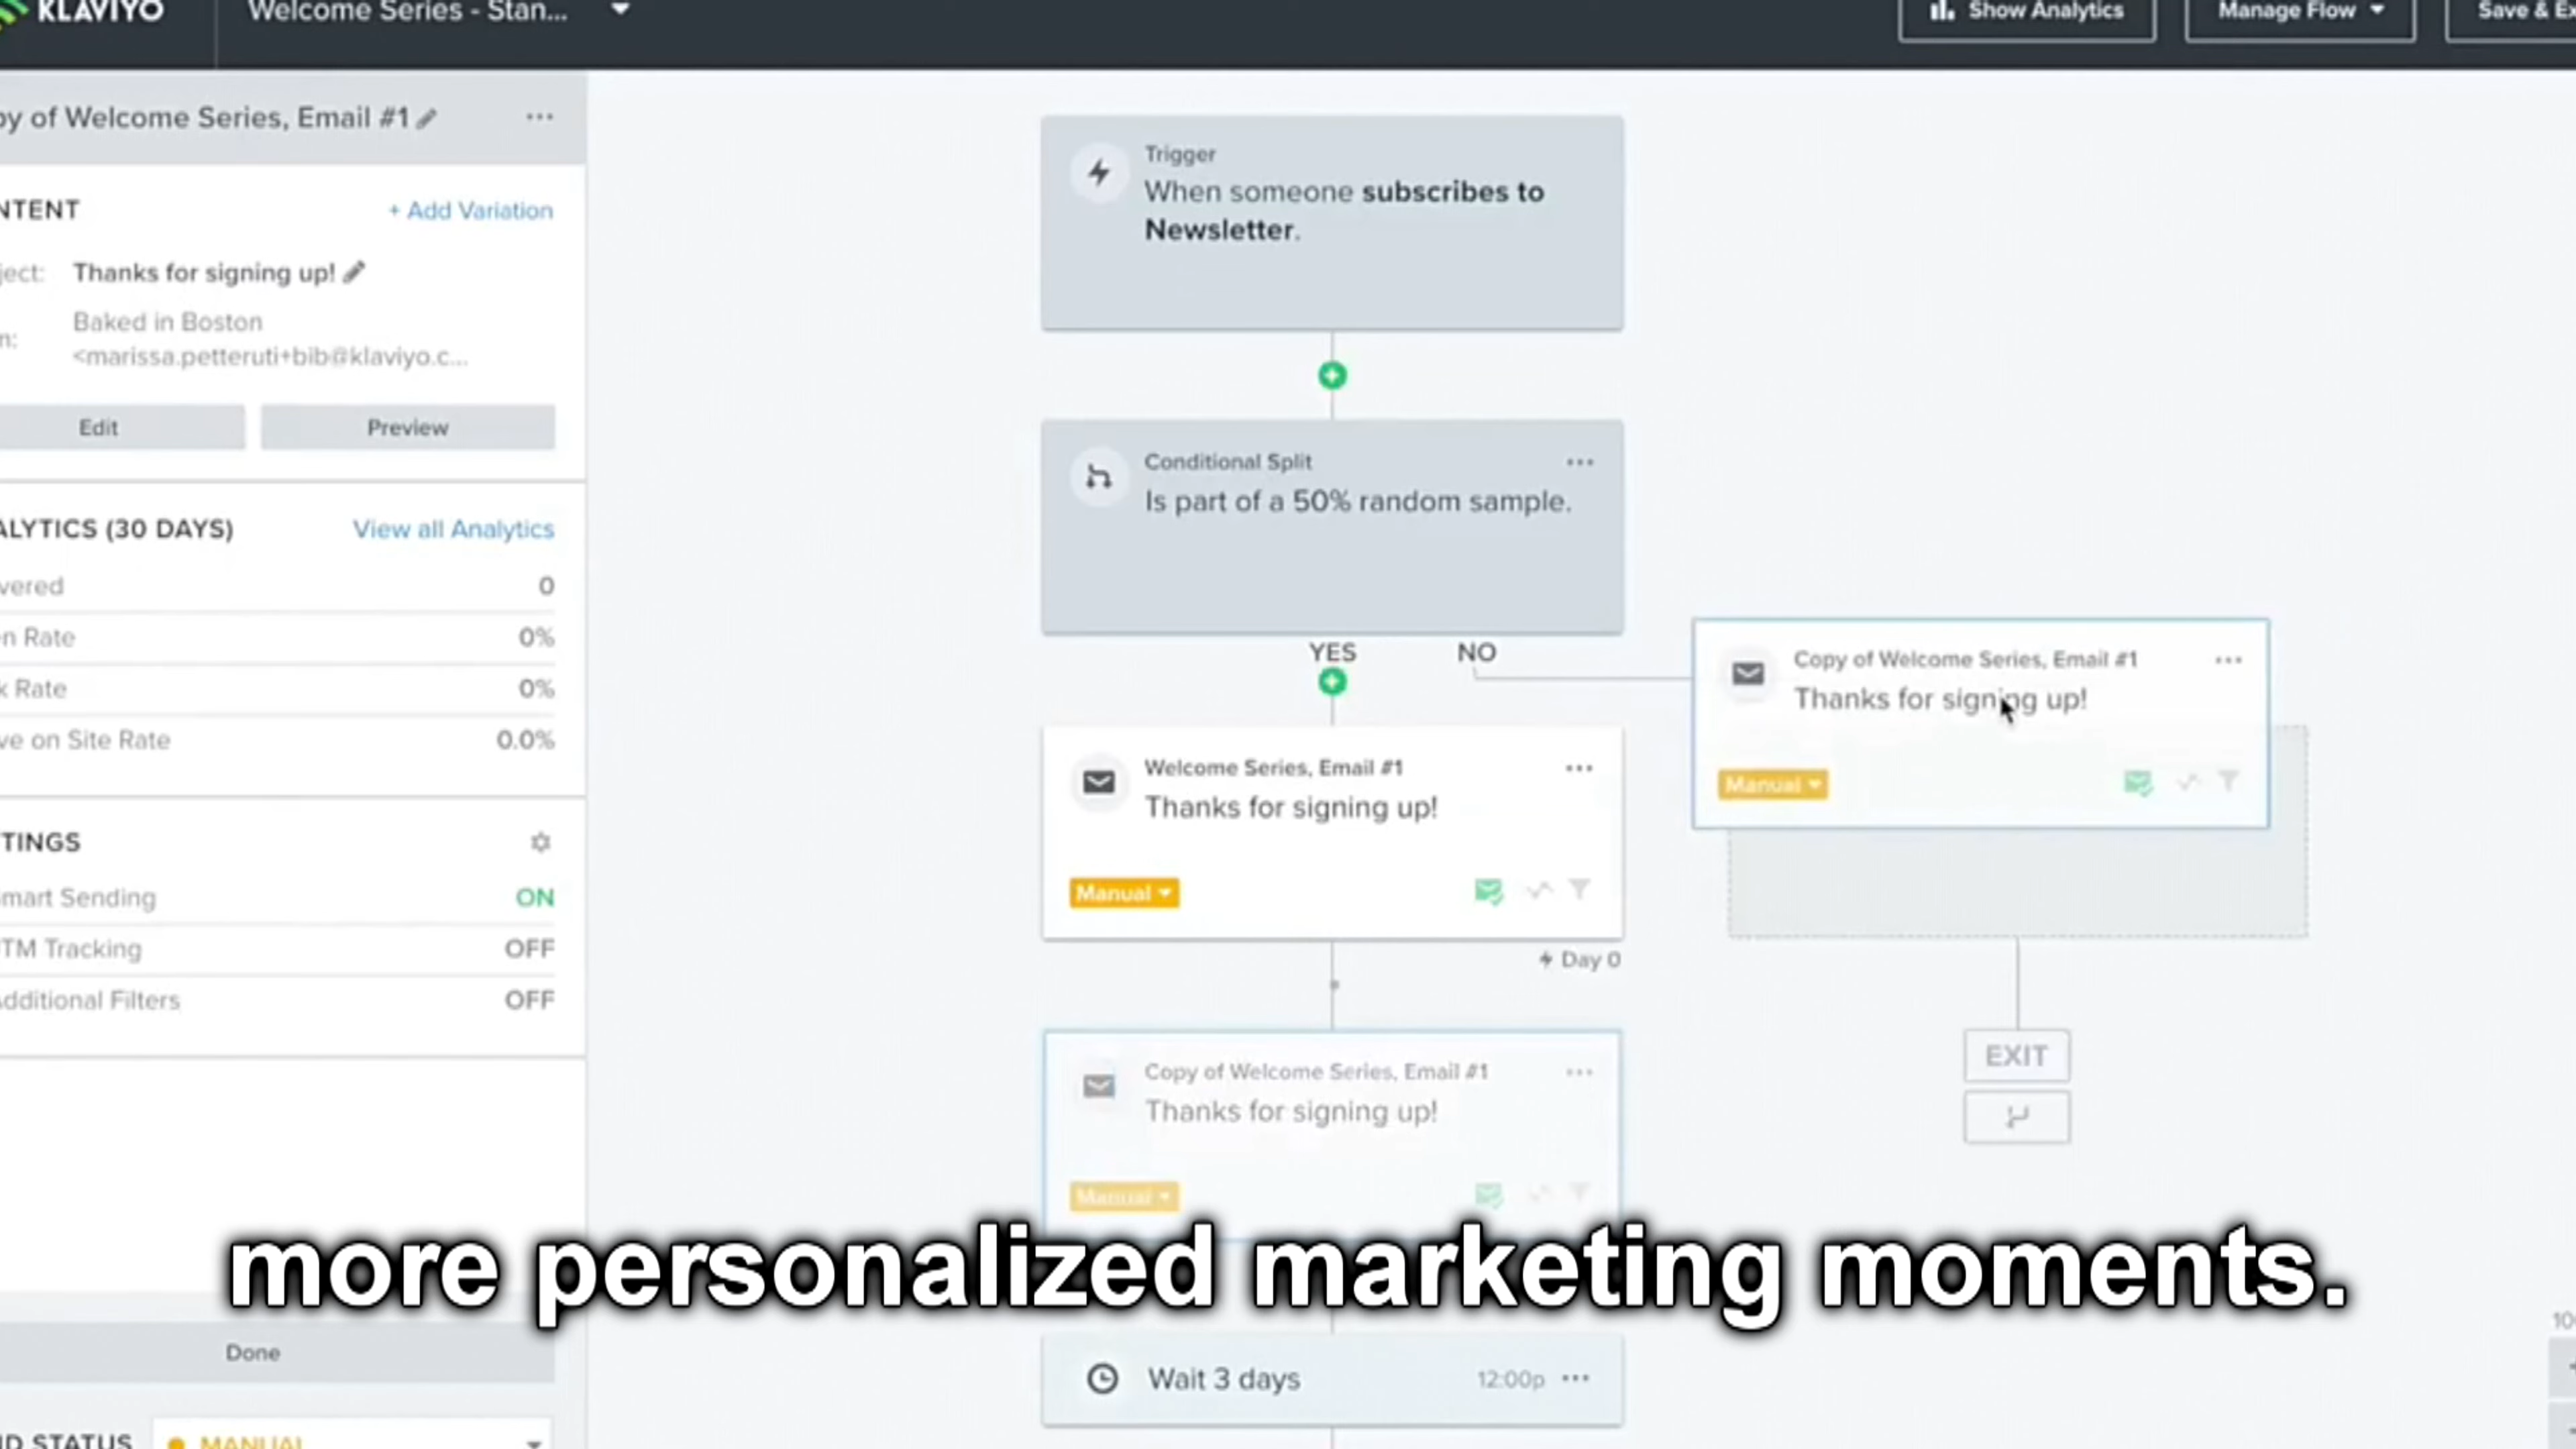 KLAVIYO
Welcome Series - Stan...
Show Analytics
Manage Flow
Save & Ex
py of Welcome Series, Email #1
NTENT
+ Add Variation
ject: Thanks for signing up!
m: Baked in Boston
<marissa.petteruti+bib@klaviyo.c...
Edit
Preview
ALYTICS (30 DAYS)
View all Analytics
vered 0
n Rate 0%
k Rate 0%
ve on Site Rate 0.0%
TTINGS
mart Sending ON
TM Tracking OFF
Additional Filters OFF
Done
ND STATUS
MANUAL
Trigger
When someone subscribes to
Newsletter.
Conditional Split
Is part of a 50% random sample.
YES
NO
Copy of Welcome Series, Email #1
Thanks for signing up!
Manual
Welcome Series, Email #1
Thanks for signing up!
Manual
Day 0
EXIT
Copy of Welcome Series, Email #1
Thanks for signing up!
Manual
more personalized marketing moments.
Wait 3 days
12:00p